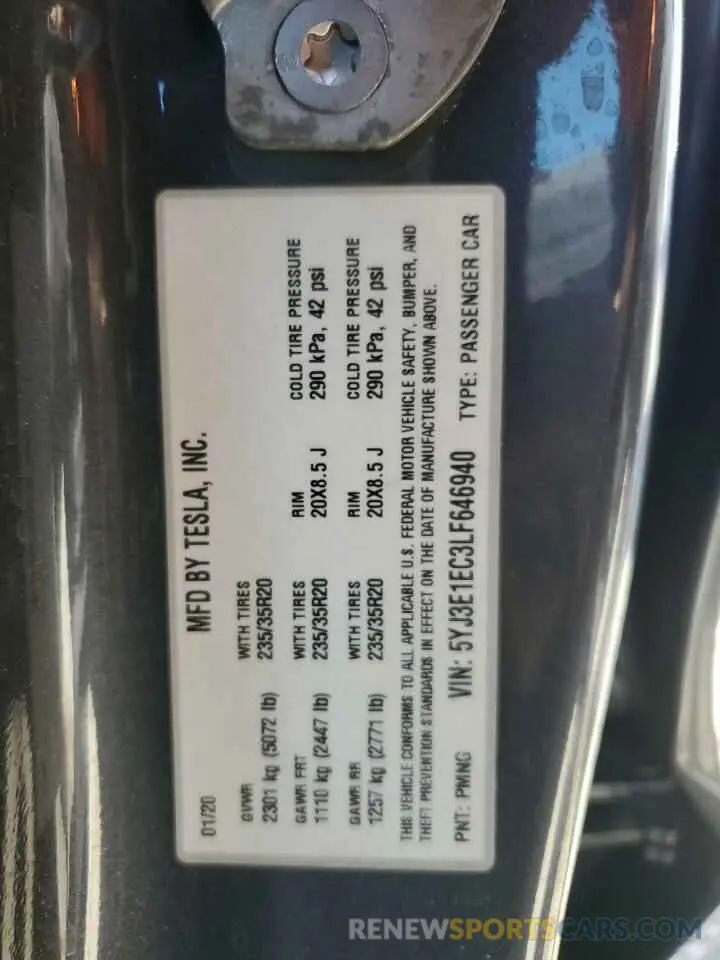 MFD BY TESLA, INC.
01/20
GVWR WITH TIRES
2301 kg (5072 lb) 235/35R20
GAWR FRT WITH TIRES RIM COLD TIRE PRESSURE
1110 kg (2447 lb) 235/35R20 20X8.5 J 290 kPa, 42 psi
GAWR RR WITH TIRES RIM COLD TIRE PRESSURE
1257 kg (2771 lb) 235/35R20 20X8.5 J 290 kPa, 42 psi
THIS VEHICLE CONFORMS TO ALL APPLICABLE U.S. FEDERAL MOTOR VEHICLE SAFETY, BUMPER, AND
THEFT PREVENTION STANDARDS IN EFFECT ON THE DATE OF MANUFACTURE SHOWN ABOVE.
PNT: PMNG VIN: 5YJ3E1EC3LF646940 TYPE: PASSENGER CAR
RENEWSPORTSCARS.COM